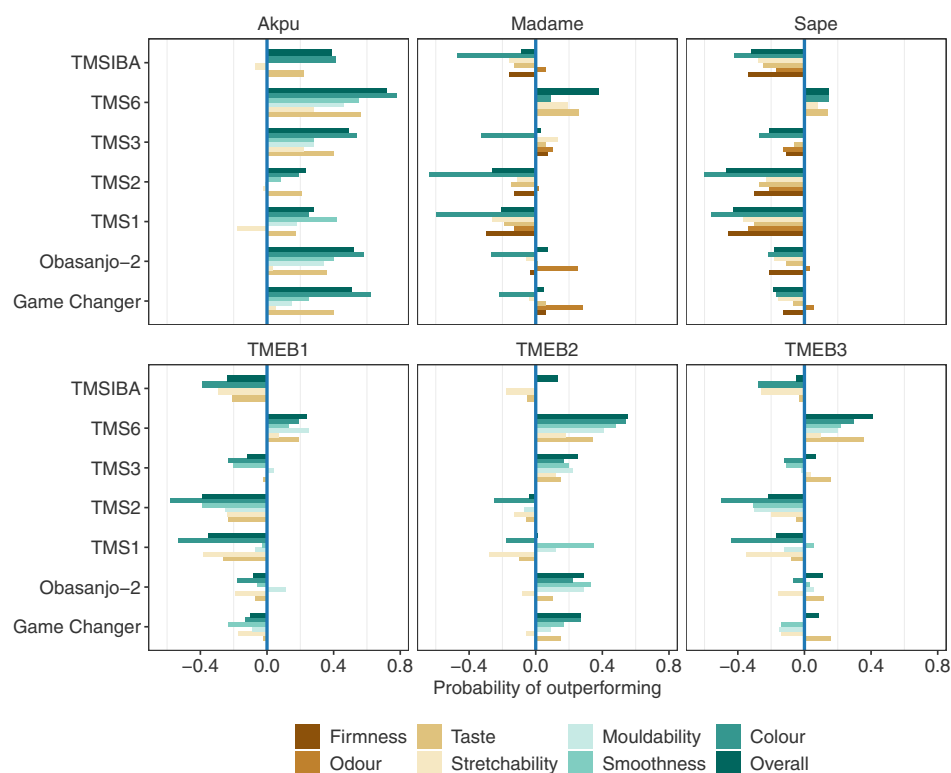 Akpu Madame Sape
TMSIBA
TMS6
TMS3
TMS2
TMS1
Obasanjo−2
Game Changer
TMEB1 TMEB2 TMEB3
TMSIBA
TMS6
TMS3
TMS2
TMS1
Obasanjo−2
Game Changer
−0.4 0.0 0.4 0.8 −0.4 0.0 0.4 0.8 −0.4 0.0 0.4 0.8
Probability of outperforming
Firmness Taste Mouldability Colour
Odour Stretchability Smoothness Overall